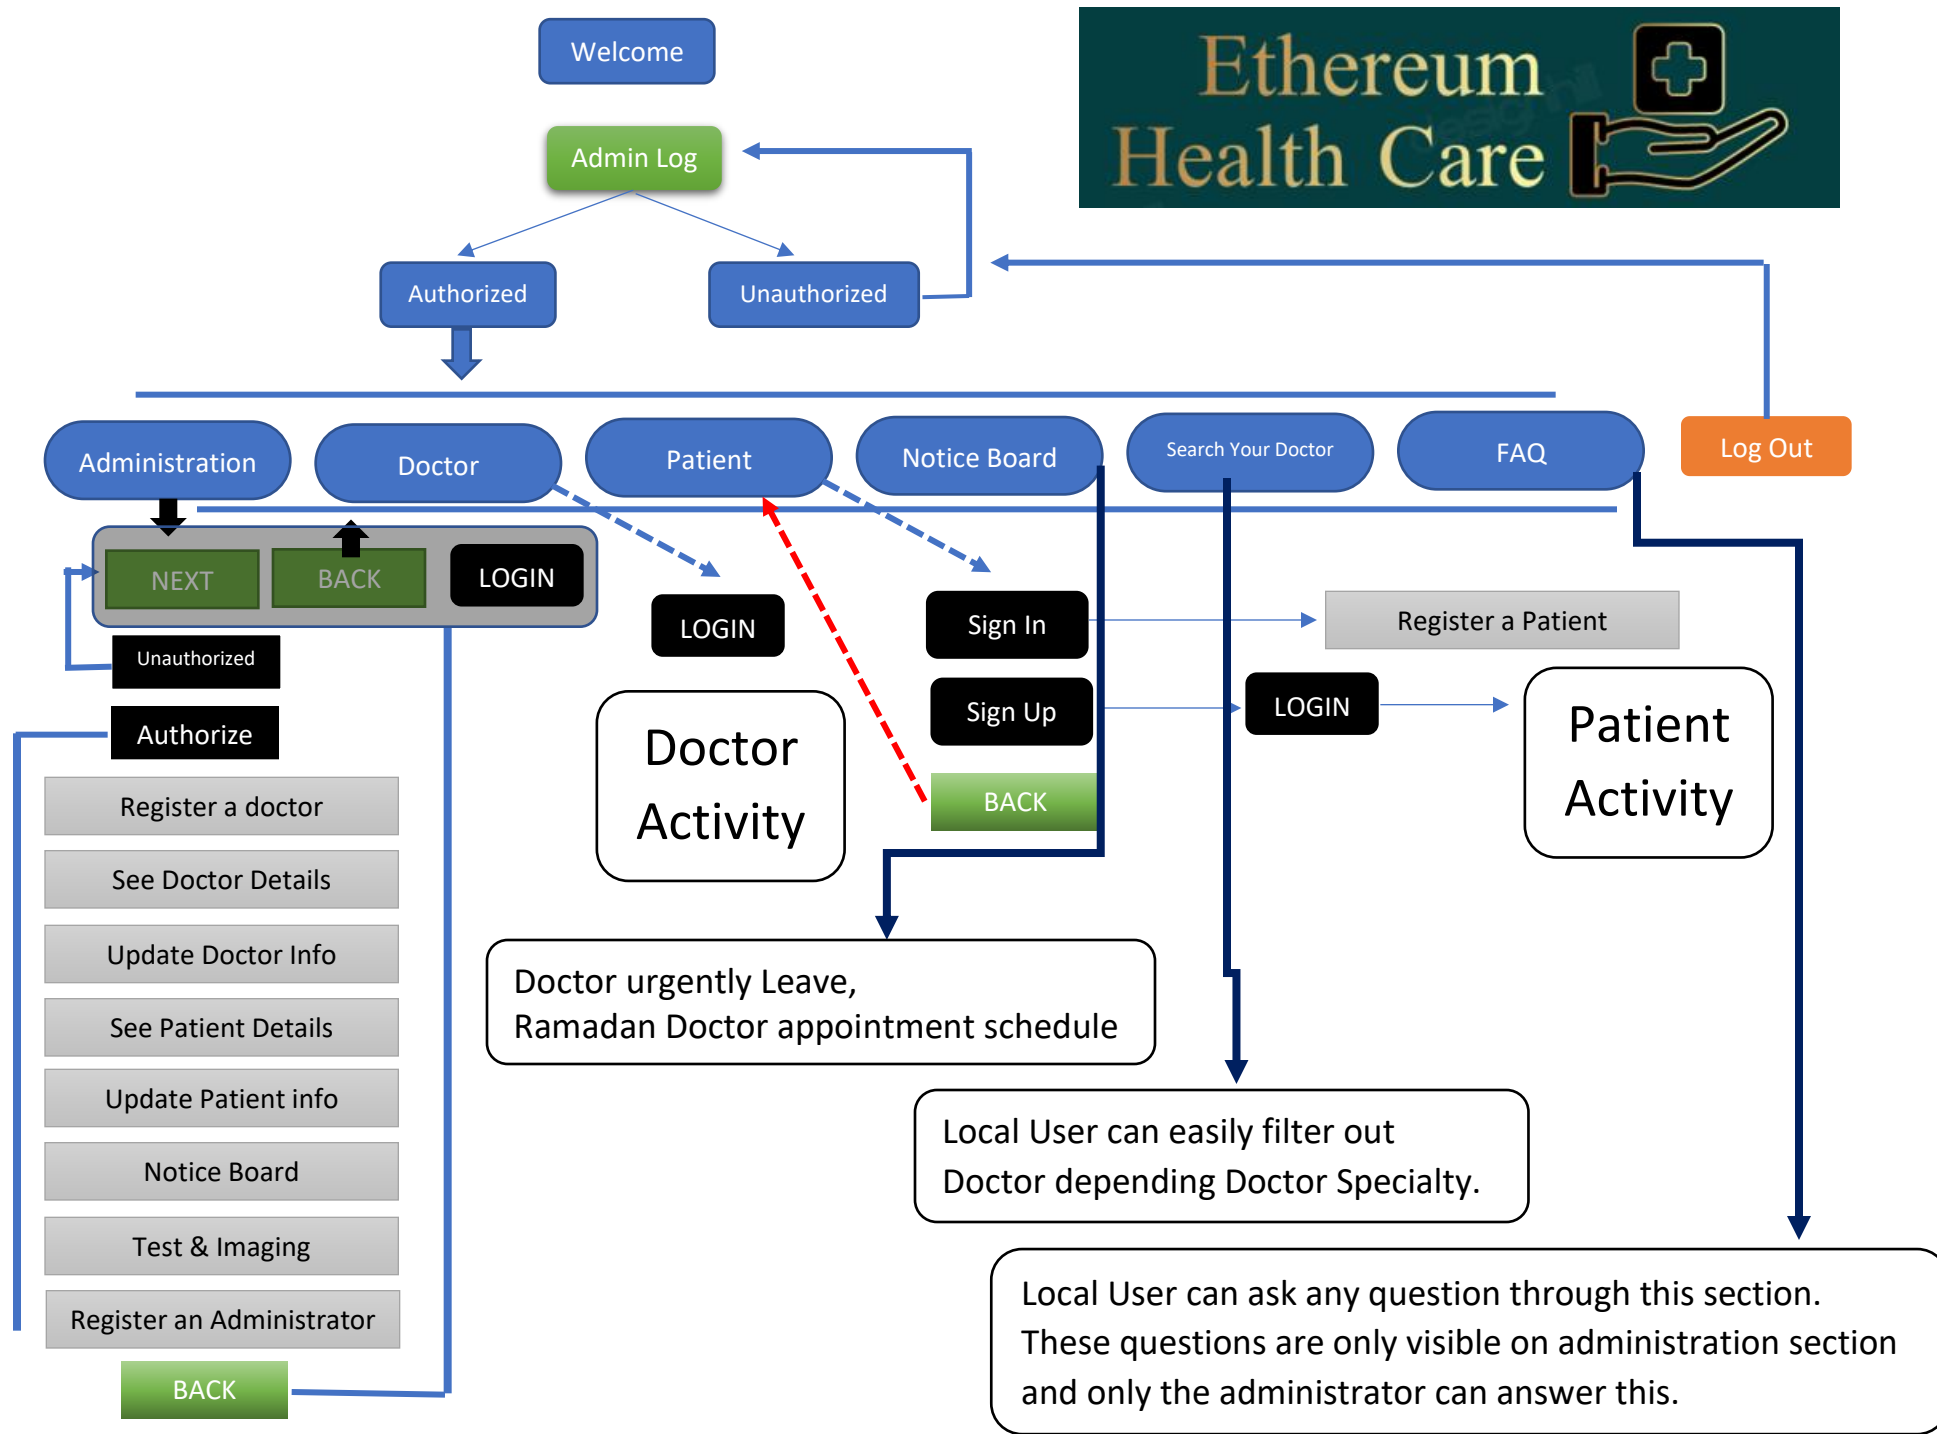 Welcome
Ethereum
Health Care
Admin Log
Authorized
Unauthorized
Administration
Doctor
Patient
Notice Board
Search Your Doctor
FAQ
Log Out
NEXT
BACK
LOGIN
Unauthorized
Authorize
LOGIN
Sign In
Register a Patient
Sign Up
LOGIN
Doctor
Activity
Patient
Activity
BACK
Register a doctor
See Doctor Details
Update Doctor Info
See Patient Details
Update Patient info
Notice Board
Test & Imaging
Register an Administrator
BACK
Doctor urgently Leave,
Ramadan Doctor appointment schedule
Local User can easily filter out
Doctor depending Doctor Specialty.
Local User can ask any question through this section.
These questions are only visible on administration section
and only the administrator can answer this.